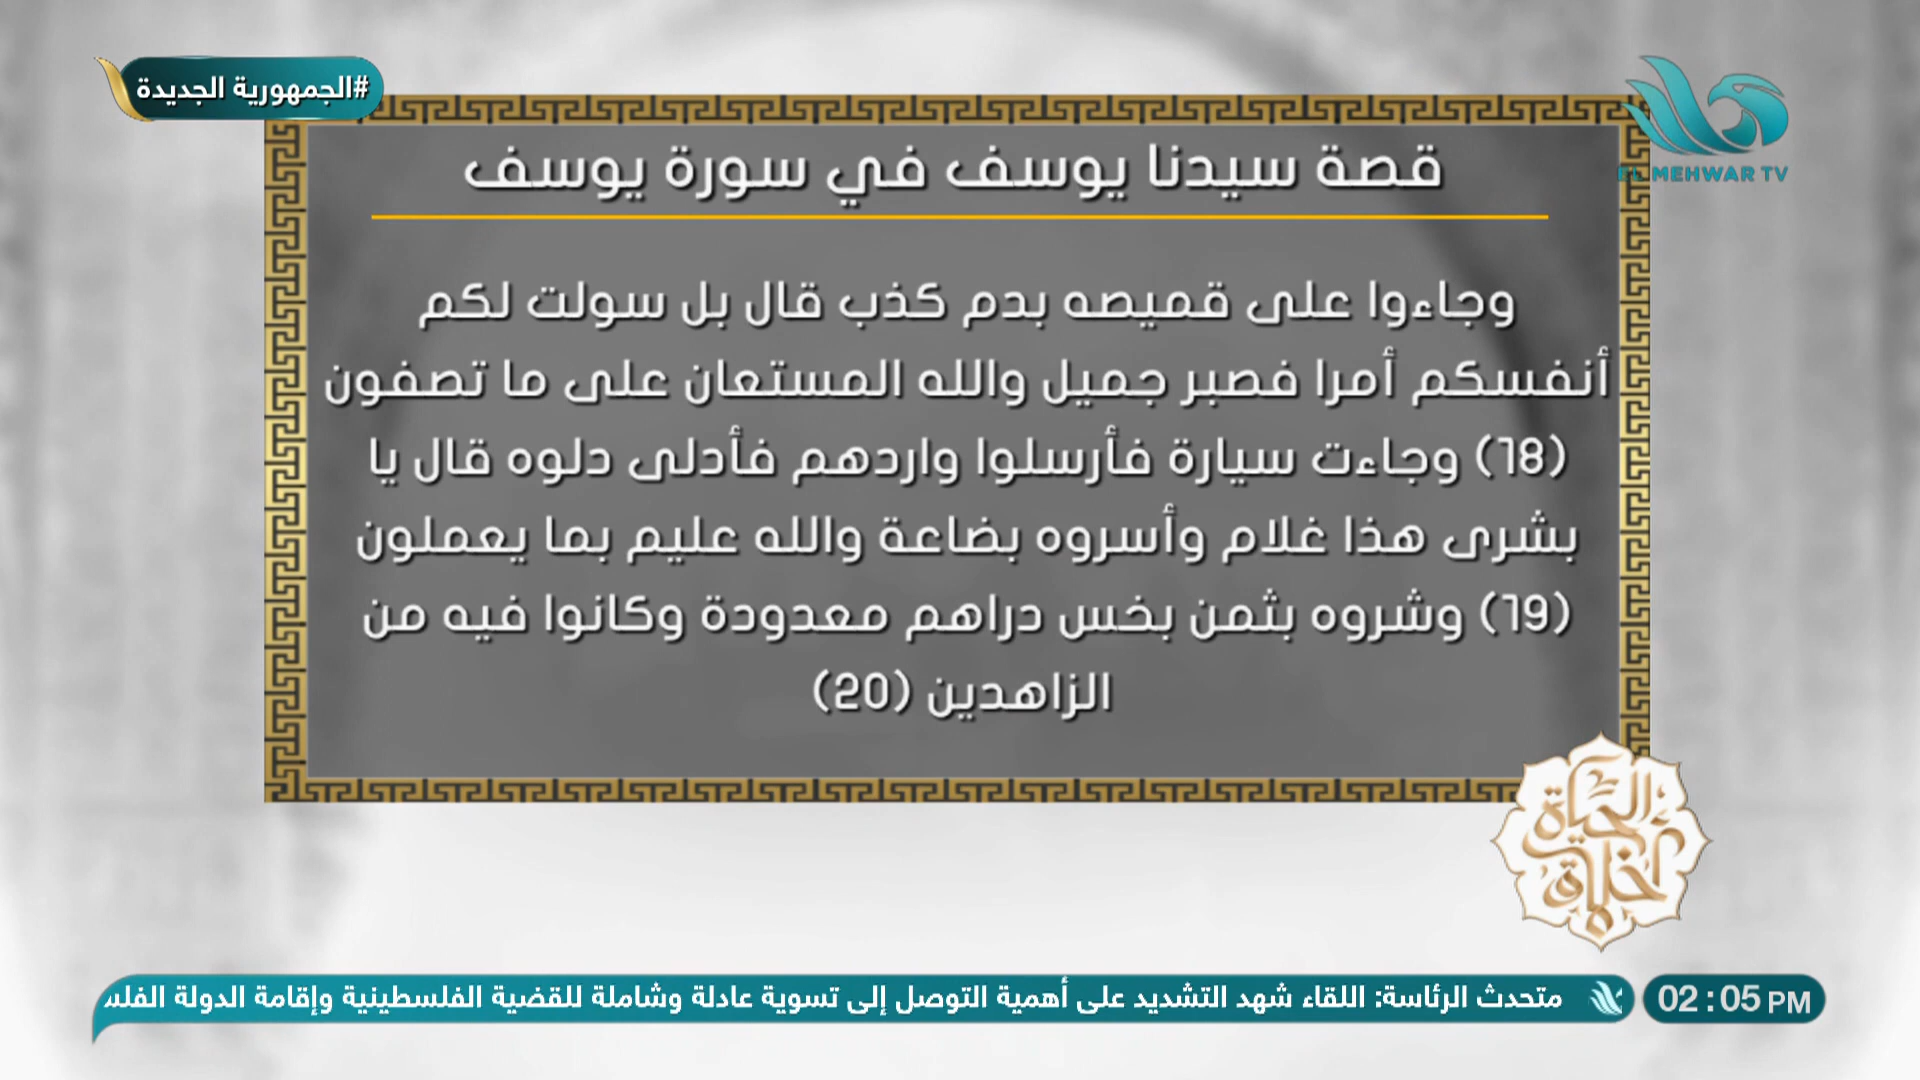 #الجمهورية الجديدة
EL MEHWAR TV
قصة سيدنا يوسف في سورة يوسف
وجاءوا على قميصه بدم كذب قال بل سولت لكم
أنفسكم أمرا فصبر جميل والله المستعان على ما تصفون
(18) وجاءت سيارة فأرسلوا واردهم فأدلى دلوه قال يا
بشرى هذا غلام وأسروه بضاعة والله عليم بما يعملون
(19) وشروه بثمن بخس دراهم معدودة وكانوا فيه من
الزاهدين (20)
الحياة
أخلاق
متحدث الرئاسة: اللقاء شهد التشديد على أهمية التوصل إلى تسوية عادلة وشاملة للقضية الفلسطينية وإقامة الدولة
02:05 PM